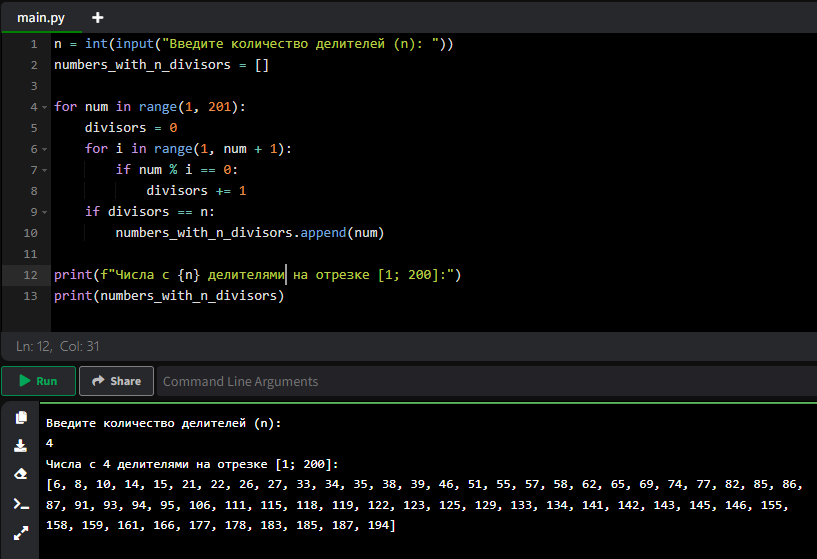 main.py +
1 n = int(input("Введите количество делителей (n): "))
2 numbers_with_n_divisors = []
3
4 for num in range(1, 201):
5     divisors = 0
6     for i in range(1, num + 1):
7         if num % i == 0:
8             divisors += 1
9     if divisors == n:
10         numbers_with_n_divisors.append(num)
11
12 print(f"Числа с {n} делителями на отрезке [1; 200]:")
13 print(numbers_with_n_divisors)
Ln: 12, Col: 31
Run Share Command Line Arguments
Введите количество делителей (n):
4
Числа с 4 делителями на отрезке [1; 200]:
[6, 8, 10, 14, 15, 21, 22, 26, 27, 33, 34, 35, 38, 39, 46, 51, 55, 57, 58, 62, 65, 69, 74, 77, 82, 85, 86,
87, 91, 93, 94, 95, 106, 111, 115, 118, 119, 122, 123, 125, 129, 133, 134, 141, 142, 143, 145, 146, 155,
158, 159, 161, 166, 177, 178, 183, 185, 187, 194]